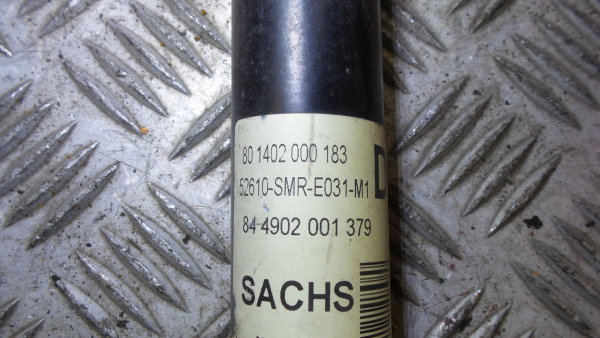 80 1402 000 183
52610-SMR-E031-M1
D
84 4902 001 379
SACHS